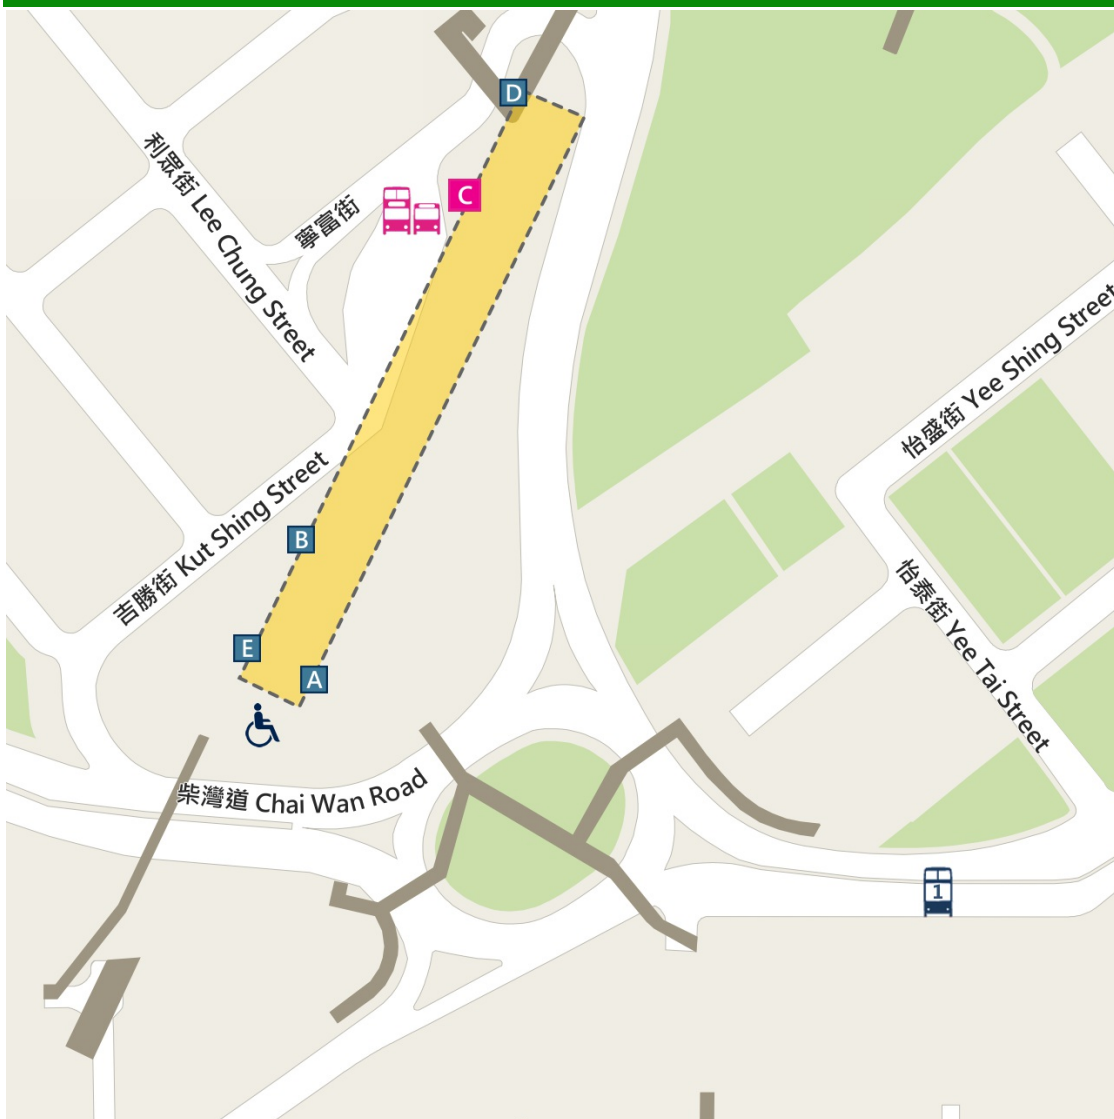 D
利眾街 Lee Chung Street
C
寧富街
怡盛街 Yee Shing Street
吉勝街 Kut Shing Street
B
怡泰街 Yee Tai Street
E
A
柴灣道 Chai Wan Road
1